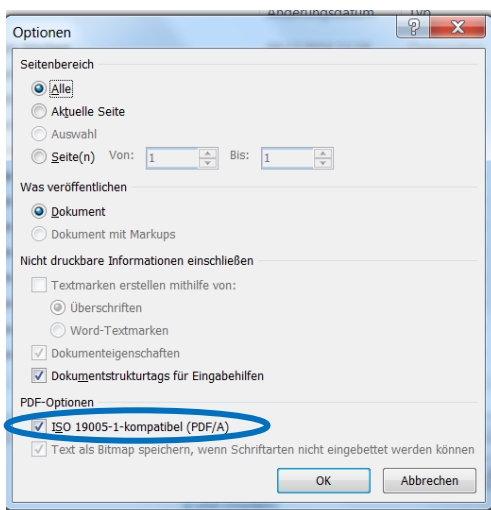 Änderungsdatum Typ
Optionen
Seitenbereich
Alle
Aktuelle Seite
Auswahl
Seite(n) Von: 1 Bis: 1
Was veröffentlichen
Dokument
Dokument mit Markups
Nicht druckbare Informationen einschließen
Textmarken erstellen mithilfe von:
Überschriften
Word-Textmarken
Dokumenteigenschaften
Dokumentstrukturtags für Eingabehilfen
PDF-Optionen
ISO 19005-1-kompatibel (PDF/A)
Text als Bitmap speichern, wenn Schriftarten nicht eingebettet werden können
OK Abbrechen